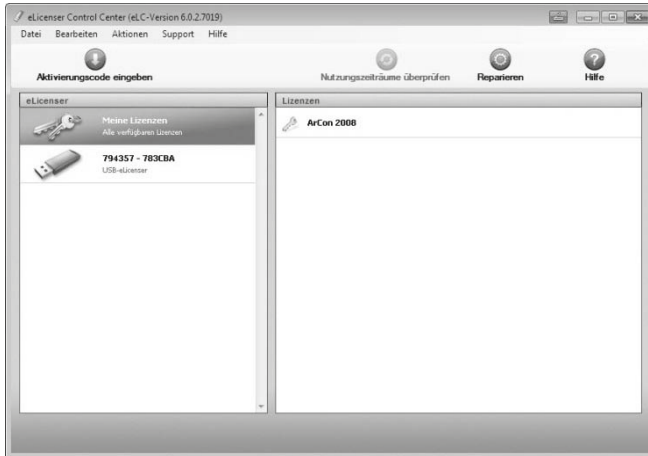 eLicenser Control Center (eLC-Version 6.0.2.7019)
Datei Bearbeiten Aktionen Support Hilfe
Aktivierungscode eingeben Nutzungszeiträume überprüfen Reparieren Hilfe
eLicenser Lizenzen
Meine Lizenzen
Alle verfügbaren Lizenzen
ArCon 2008
794357 - 783CBA
USB-eLicenser